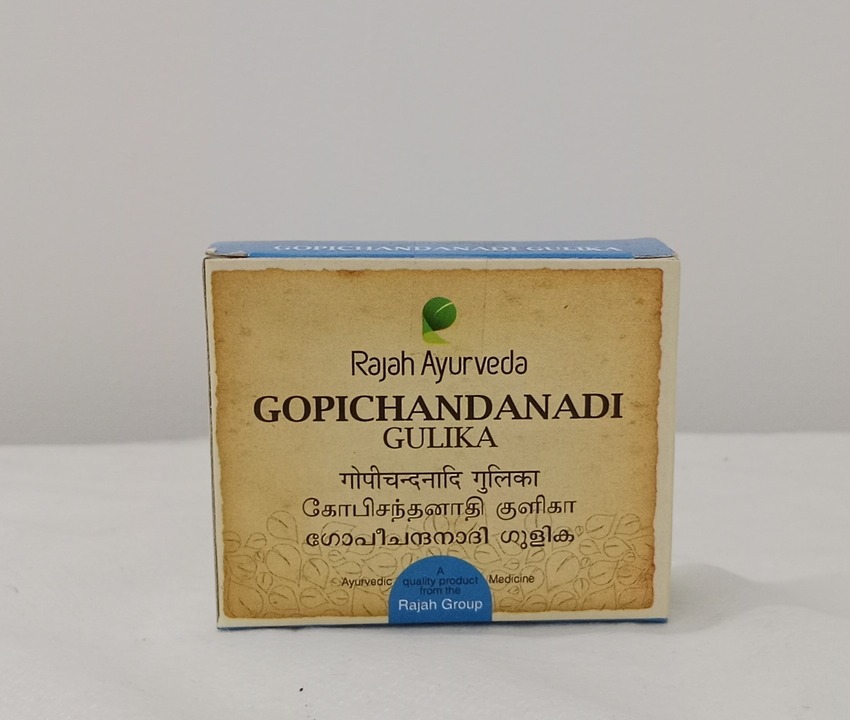 GOPICHANDANADI GULIKA
Rajah Ayurveda
GOPICHANDANADI
GULIKA
गोपीचन्दनादि गुलिका
கோபிசந்தனாதி குளிகா
ഗോപീചന്ദനാദി ഗുളിക
Ayurvedic Medicine
A
quality product
from the
Rajah Group